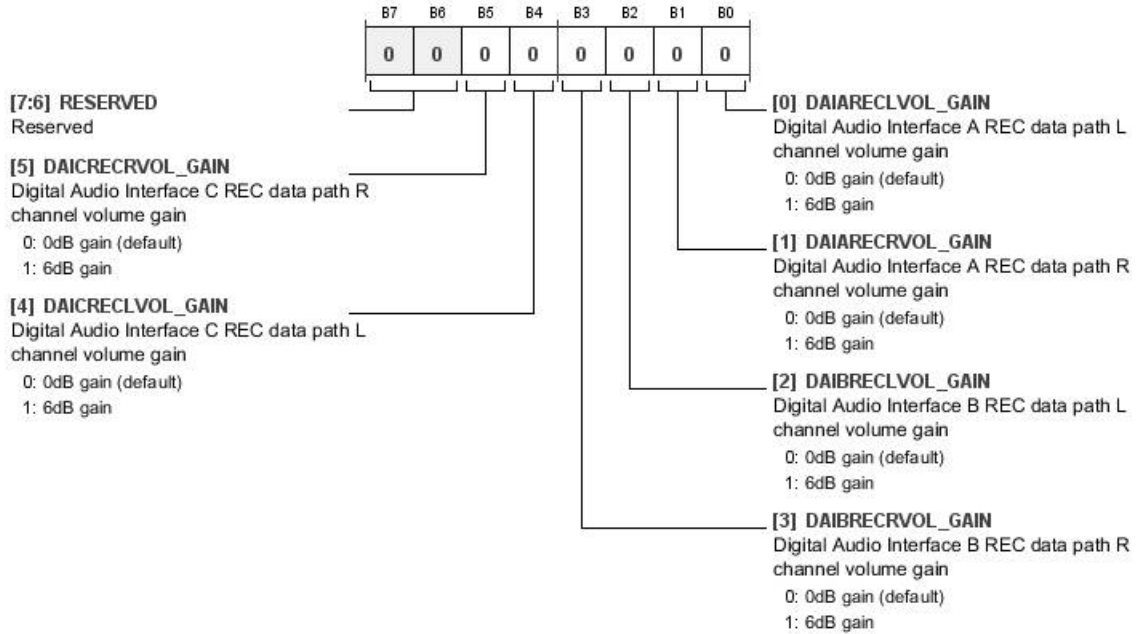 B7 B6 B5 B4 B3 B2 B1 B0
0 0 0 0 0 0 0 0
[7:6] RESERVED
Reserved
[5] DAICRECRVOL_GAIN
Digital Audio Interface C REC data path R
channel volume gain
0: 0dB gain (default)
1: 6dB gain
[4] DAICRECLVOL_GAIN
Digital Audio Interface C REC data path L
channel volume gain
0: 0dB gain (default)
1: 6dB gain
[0] DAIARECLVOL_GAIN
Digital Audio Interface A REC data path L
channel volume gain
0: 0dB gain (default)
1: 6dB gain
[1] DAIARECRVOL_GAIN
Digital Audio Interface A REC data path R
channel volume gain
0: 0dB gain (default)
1: 6dB gain
[2] DAIBRECLVOL_GAIN
Digital Audio Interface B REC data path L
channel volume gain
0: 0dB gain (default)
1: 6dB gain
[3] DAIBRECRVOL_GAIN
Digital Audio Interface B REC data path R
channel volume gain
0: 0dB gain (default)
1: 6dB gain